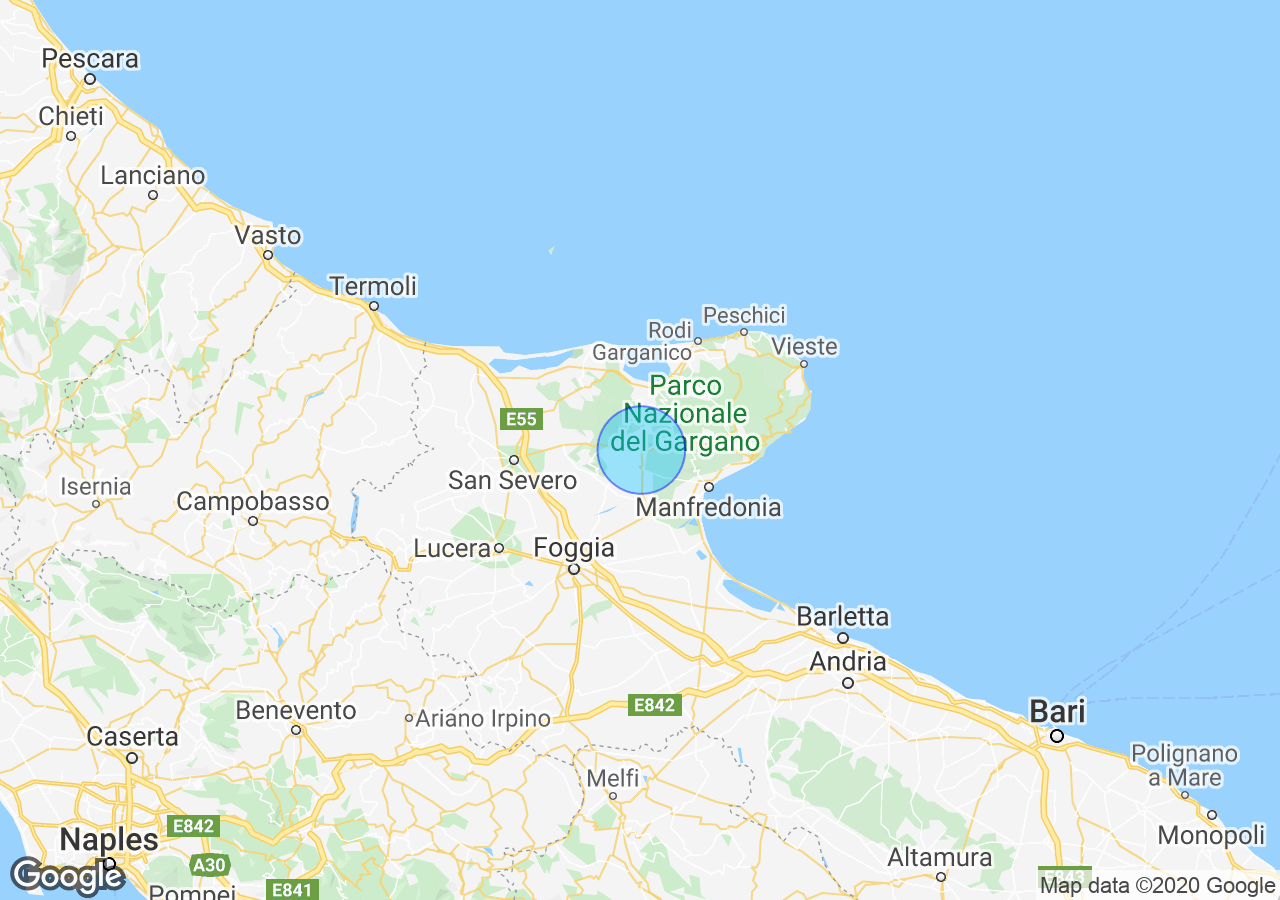 Pescara
Chieti
Lanciano
Vasto
Termoli
Rodi
Garganico
Peschici
Vieste
Parco
Nazionale
del Gargano
E55
San Severo
Manfredonia
Isernia
Campobasso
Lucera
Foggia
Barletta
Andria
E842
Bari
Benevento
Ariano Irpino
Caserta
Polignano
a Mare
Melfi
E842
Naples
Monopoli
A30
Altamura
Google
Pompei
E841
E843
Map data ©2020 Google